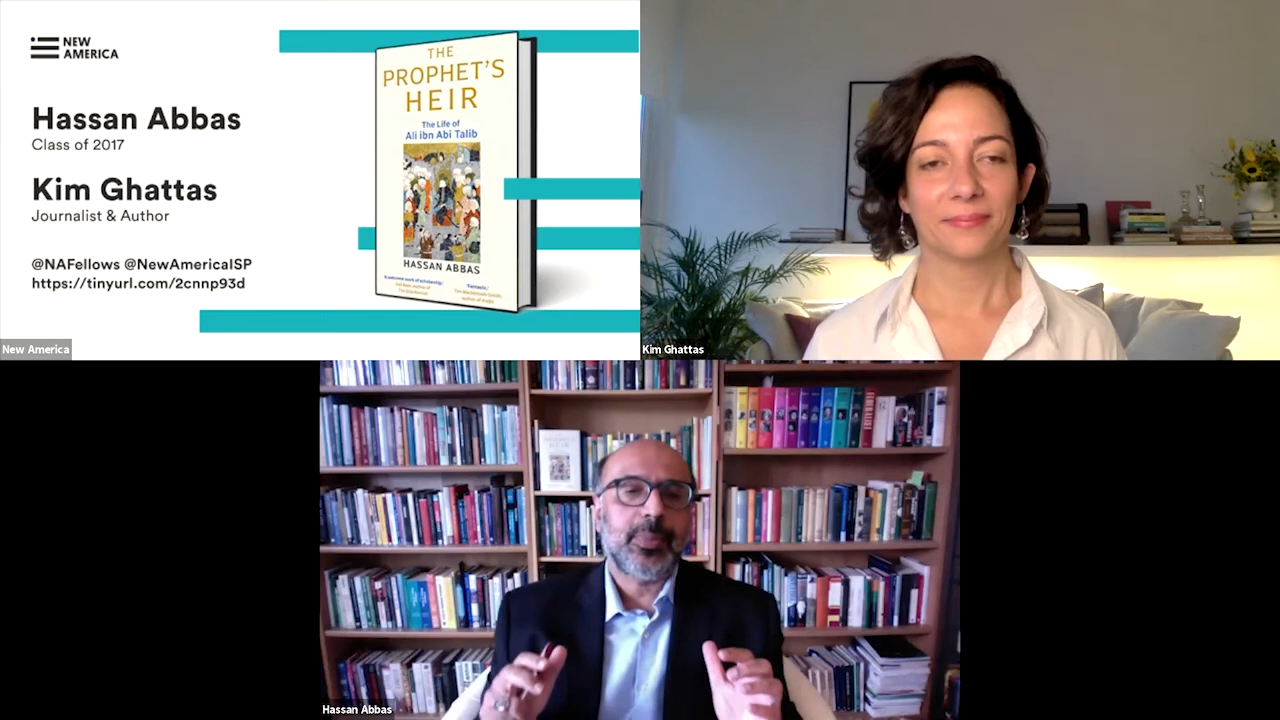 NEW
AMERICA
Hassan Abbas
Class of 2017
Kim Ghattas
Journalist & Author
@NAFellows @NewAmericaISP
https://tinyurl.com/2cnnp93d
THE
PROPHET'S
HEIR
The Life of
Ali ibn Abi Talib
HASSAN ABBAS
New America
Kim Ghattas
Hassan Abbas